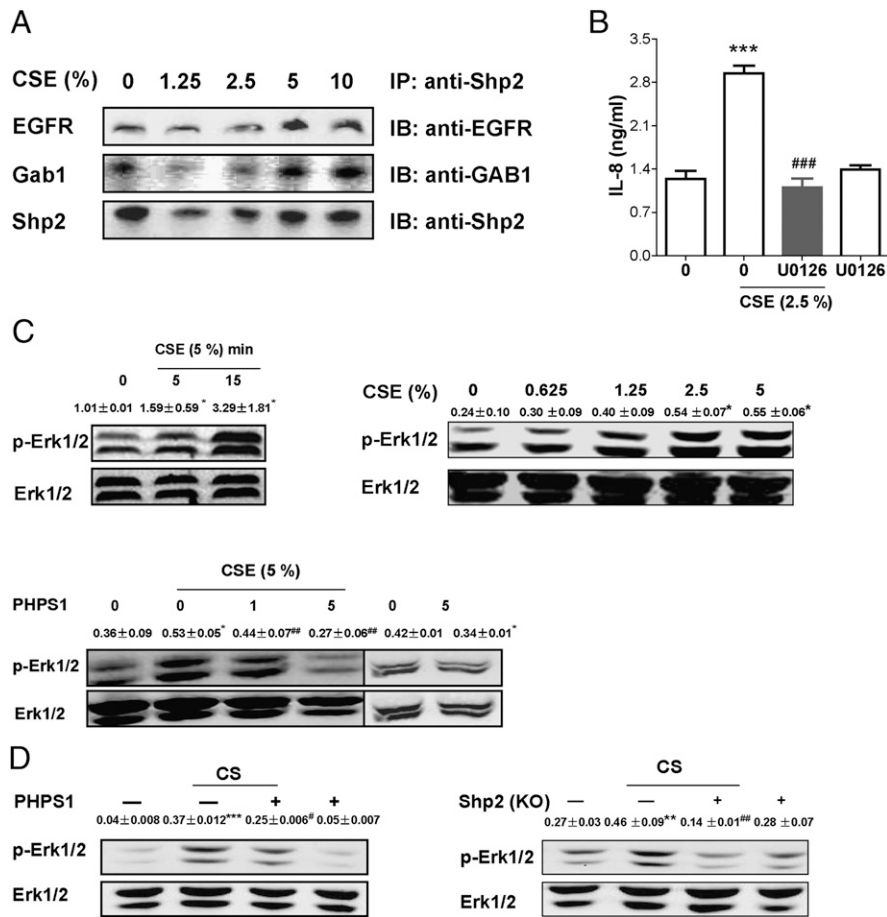 A
CSE (%) 0 1.25 2.5 5 10 IP: anti-Shp2
EGFR IB: anti-EGFR
Gab1 IB: anti-GAB1
Shp2 IB: anti-Shp2
B
IL-8 (ng/ml)
3.5
2.8
2.1
1.4
0.7
0.0
***
###
0 0 U0126 U0126
CSE (2.5 %)
C
CSE (5 %) min
0 5 15
1.01±0.01 1.59±0.59* 3.29±1.81*
p-Erk1/2
Erk1/2
CSE (%) 0 0.625 1.25 2.5 5
0.24±0.10 0.30±0.09 0.40±0.09 0.54±0.07* 0.55±0.06*
p-Erk1/2
Erk1/2
CSE (5 %)
PHPS1 0 0 1 5 0 5
0.36±0.09 0.53±0.05* 0.44±0.07## 0.27±0.06## 0.42±0.01 0.34±0.01*
p-Erk1/2
Erk1/2
D
CS
PHPS1 — — + +
0.04±0.008 0.37±0.012*** 0.25±0.006# 0.05±0.007
p-Erk1/2
Erk1/2
CS
Shp2 (KO) — — + +
0.27±0.03 0.46±0.09** 0.14±0.01## 0.28±0.07
p-Erk1/2
Erk1/2